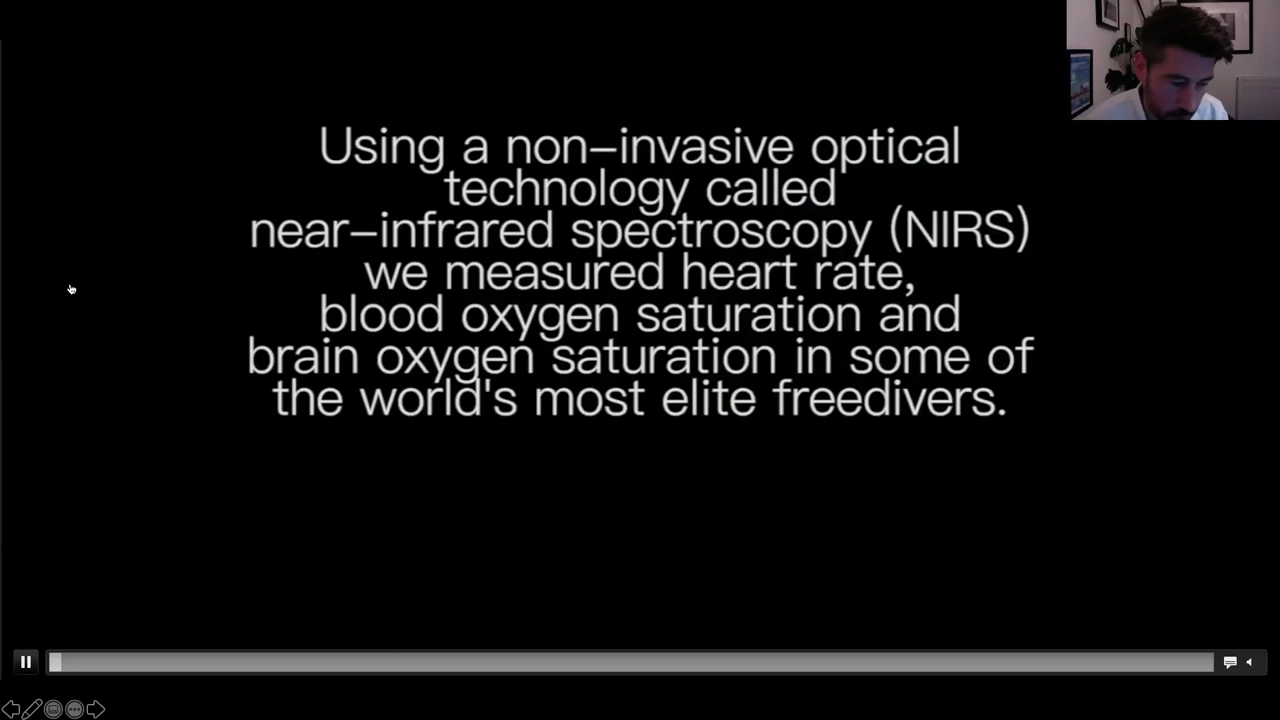 Using a non-invasive optical
technology called
near-infrared spectroscopy (NIRS)
we measured heart rate,
blood oxygen saturation and
brain oxygen saturation in some of
the world's most elite freedivers.